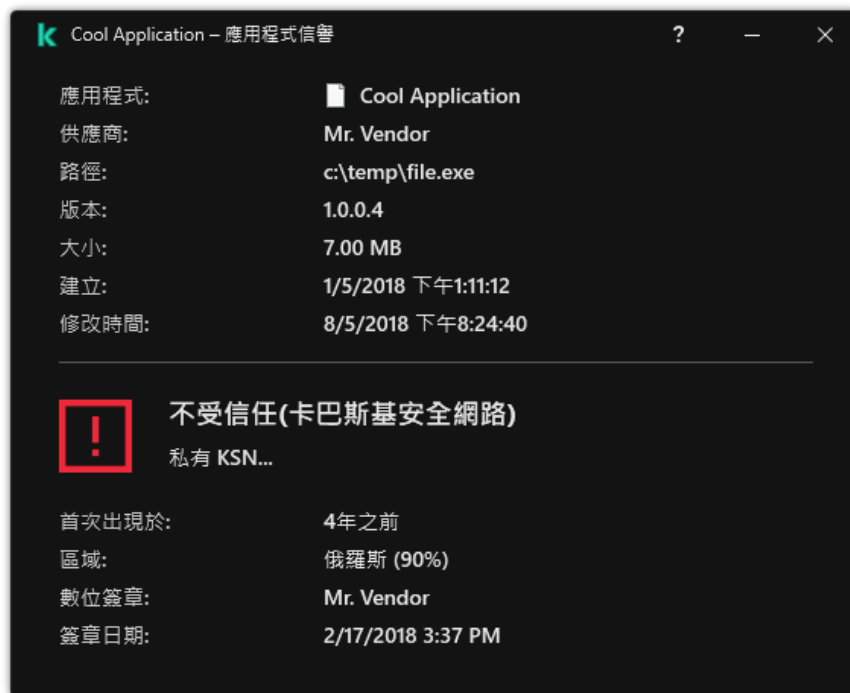 Cool Application – 應用程式信譽
應用程式: Cool Application
供應商: Mr. Vendor
路徑: c:\temp\file.exe
版本: 1.0.0.4
大小: 7.00 MB
建立: 1/5/2018 下午1:11:12
修改時間: 8/5/2018 下午8:24:40
不受信任(卡巴斯基安全網路)
私有 KSN...
首次出現於: 4年之前
區域: 俄羅斯 (90%)
數位簽章: Mr. Vendor
簽章日期: 2/17/2018 3:37 PM